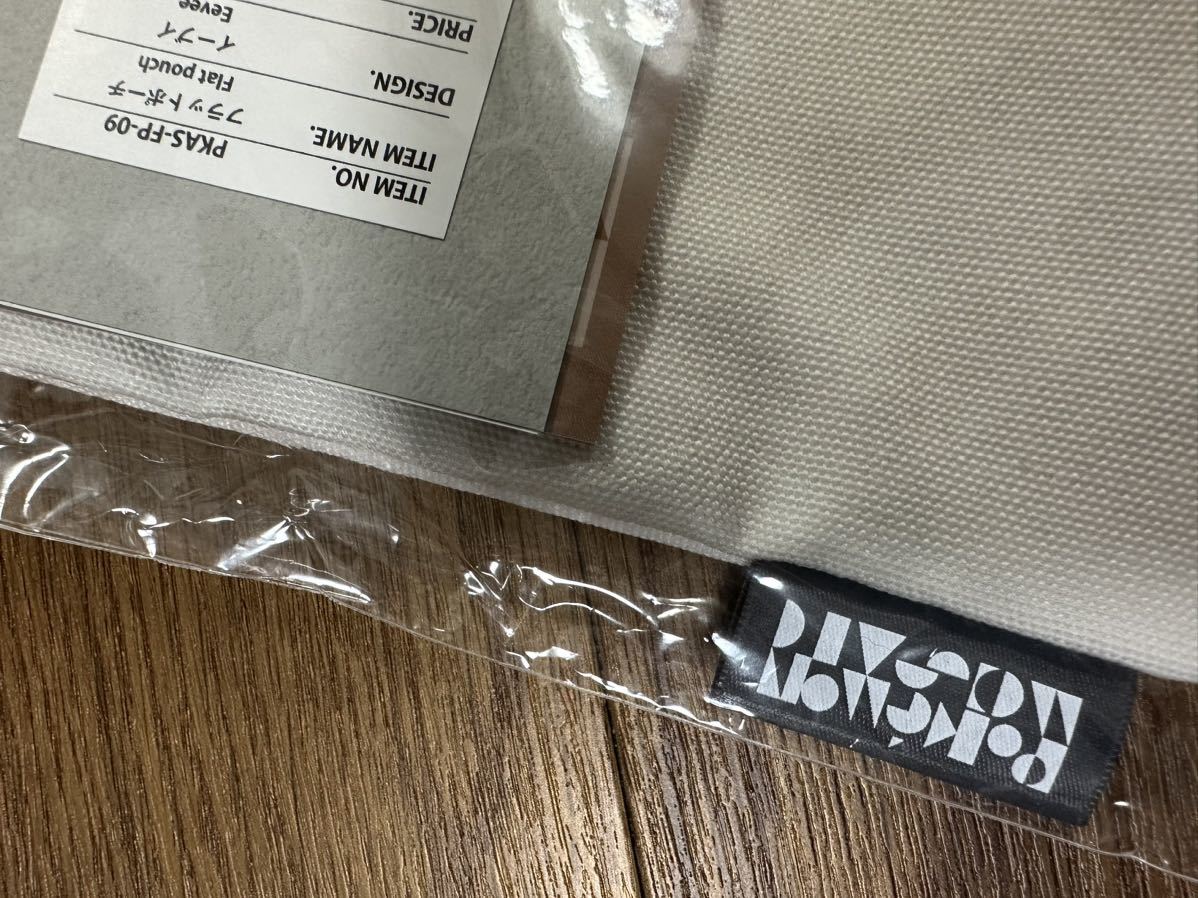 ITEM NO. PKAS-FP-09
ITEM NAME. フラットポーチ
Flat pouch
DESIGN. イーブイ
Eevee
PRICE.
POKÉMON